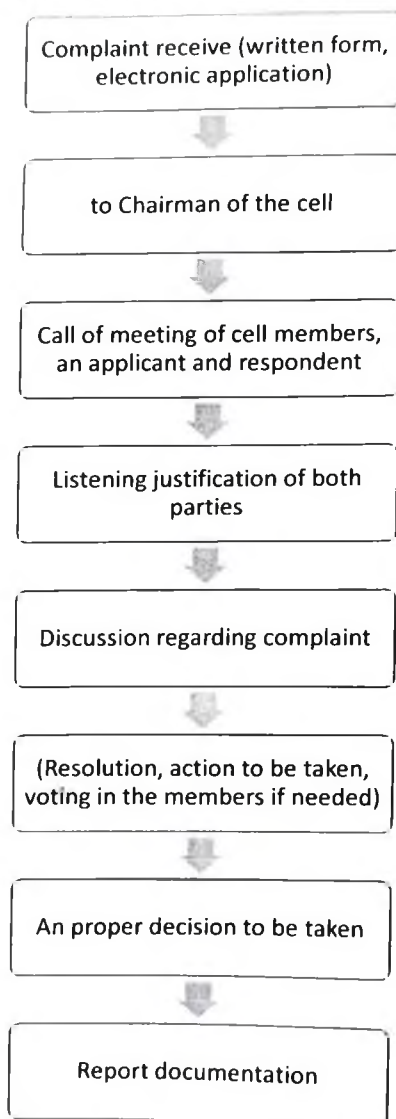 Complaint receive (written form,
electronic application)
to Chairman of the cell
Call of meeting of cell members,
an applicant and respondent
Listening justification of both
parties
Discussion regarding complaint
(Resolution, action to be taken,
voting in the members if needed)
An proper decision to be taken
Report documentation